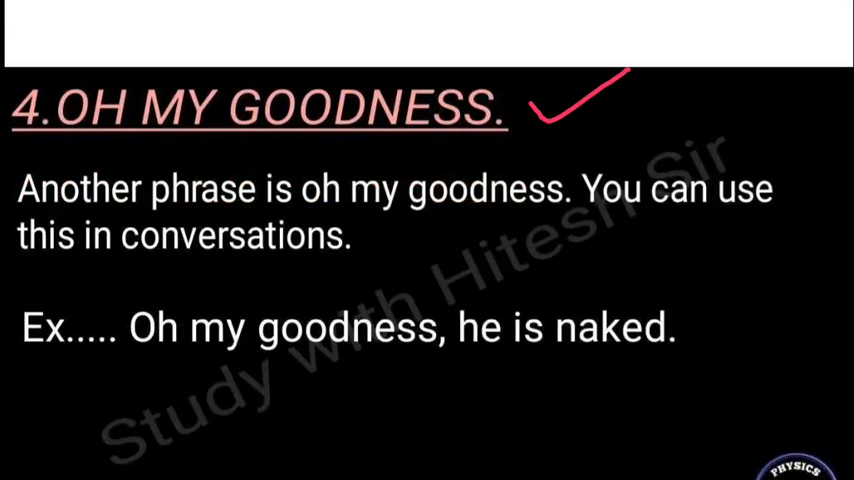 4.OH MY GOODNESS.
Another phrase is oh my goodness. You can use
this in conversations.
Ex..... Oh my goodness, he is naked.
Study with Hitesh Sir
PHYSICS